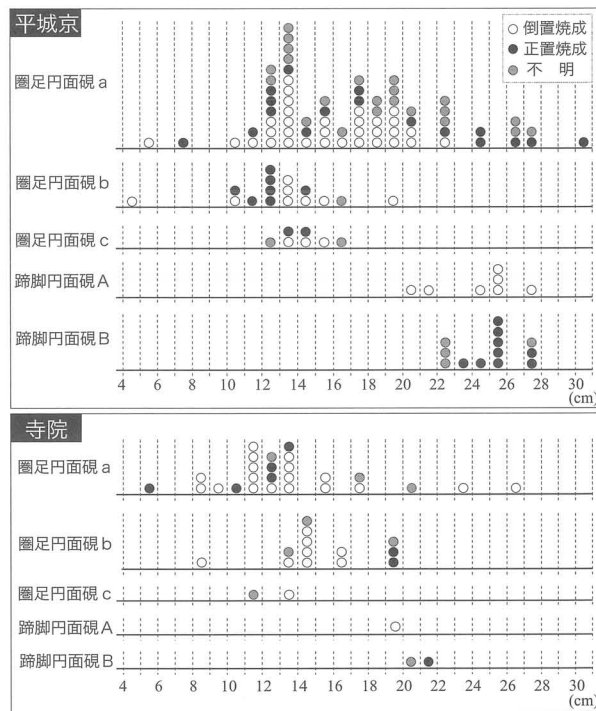 平城京
倒置焼成
正置焼成
不 明
圏足円面硯 a
圏足円面硯 b
圏足円面硯 c
蹄脚円面硯 A
蹄脚円面硯 B
4 6 8 10 12 14 16 18 20 22 24 26 28 30
(cm)
寺院
圏足円面硯 a
圏足円面硯 b
圏足円面硯 c
蹄脚円面硯 A
蹄脚円面硯 B
4 6 8 10 12 14 16 18 20 22 24 26 28 30
(cm)